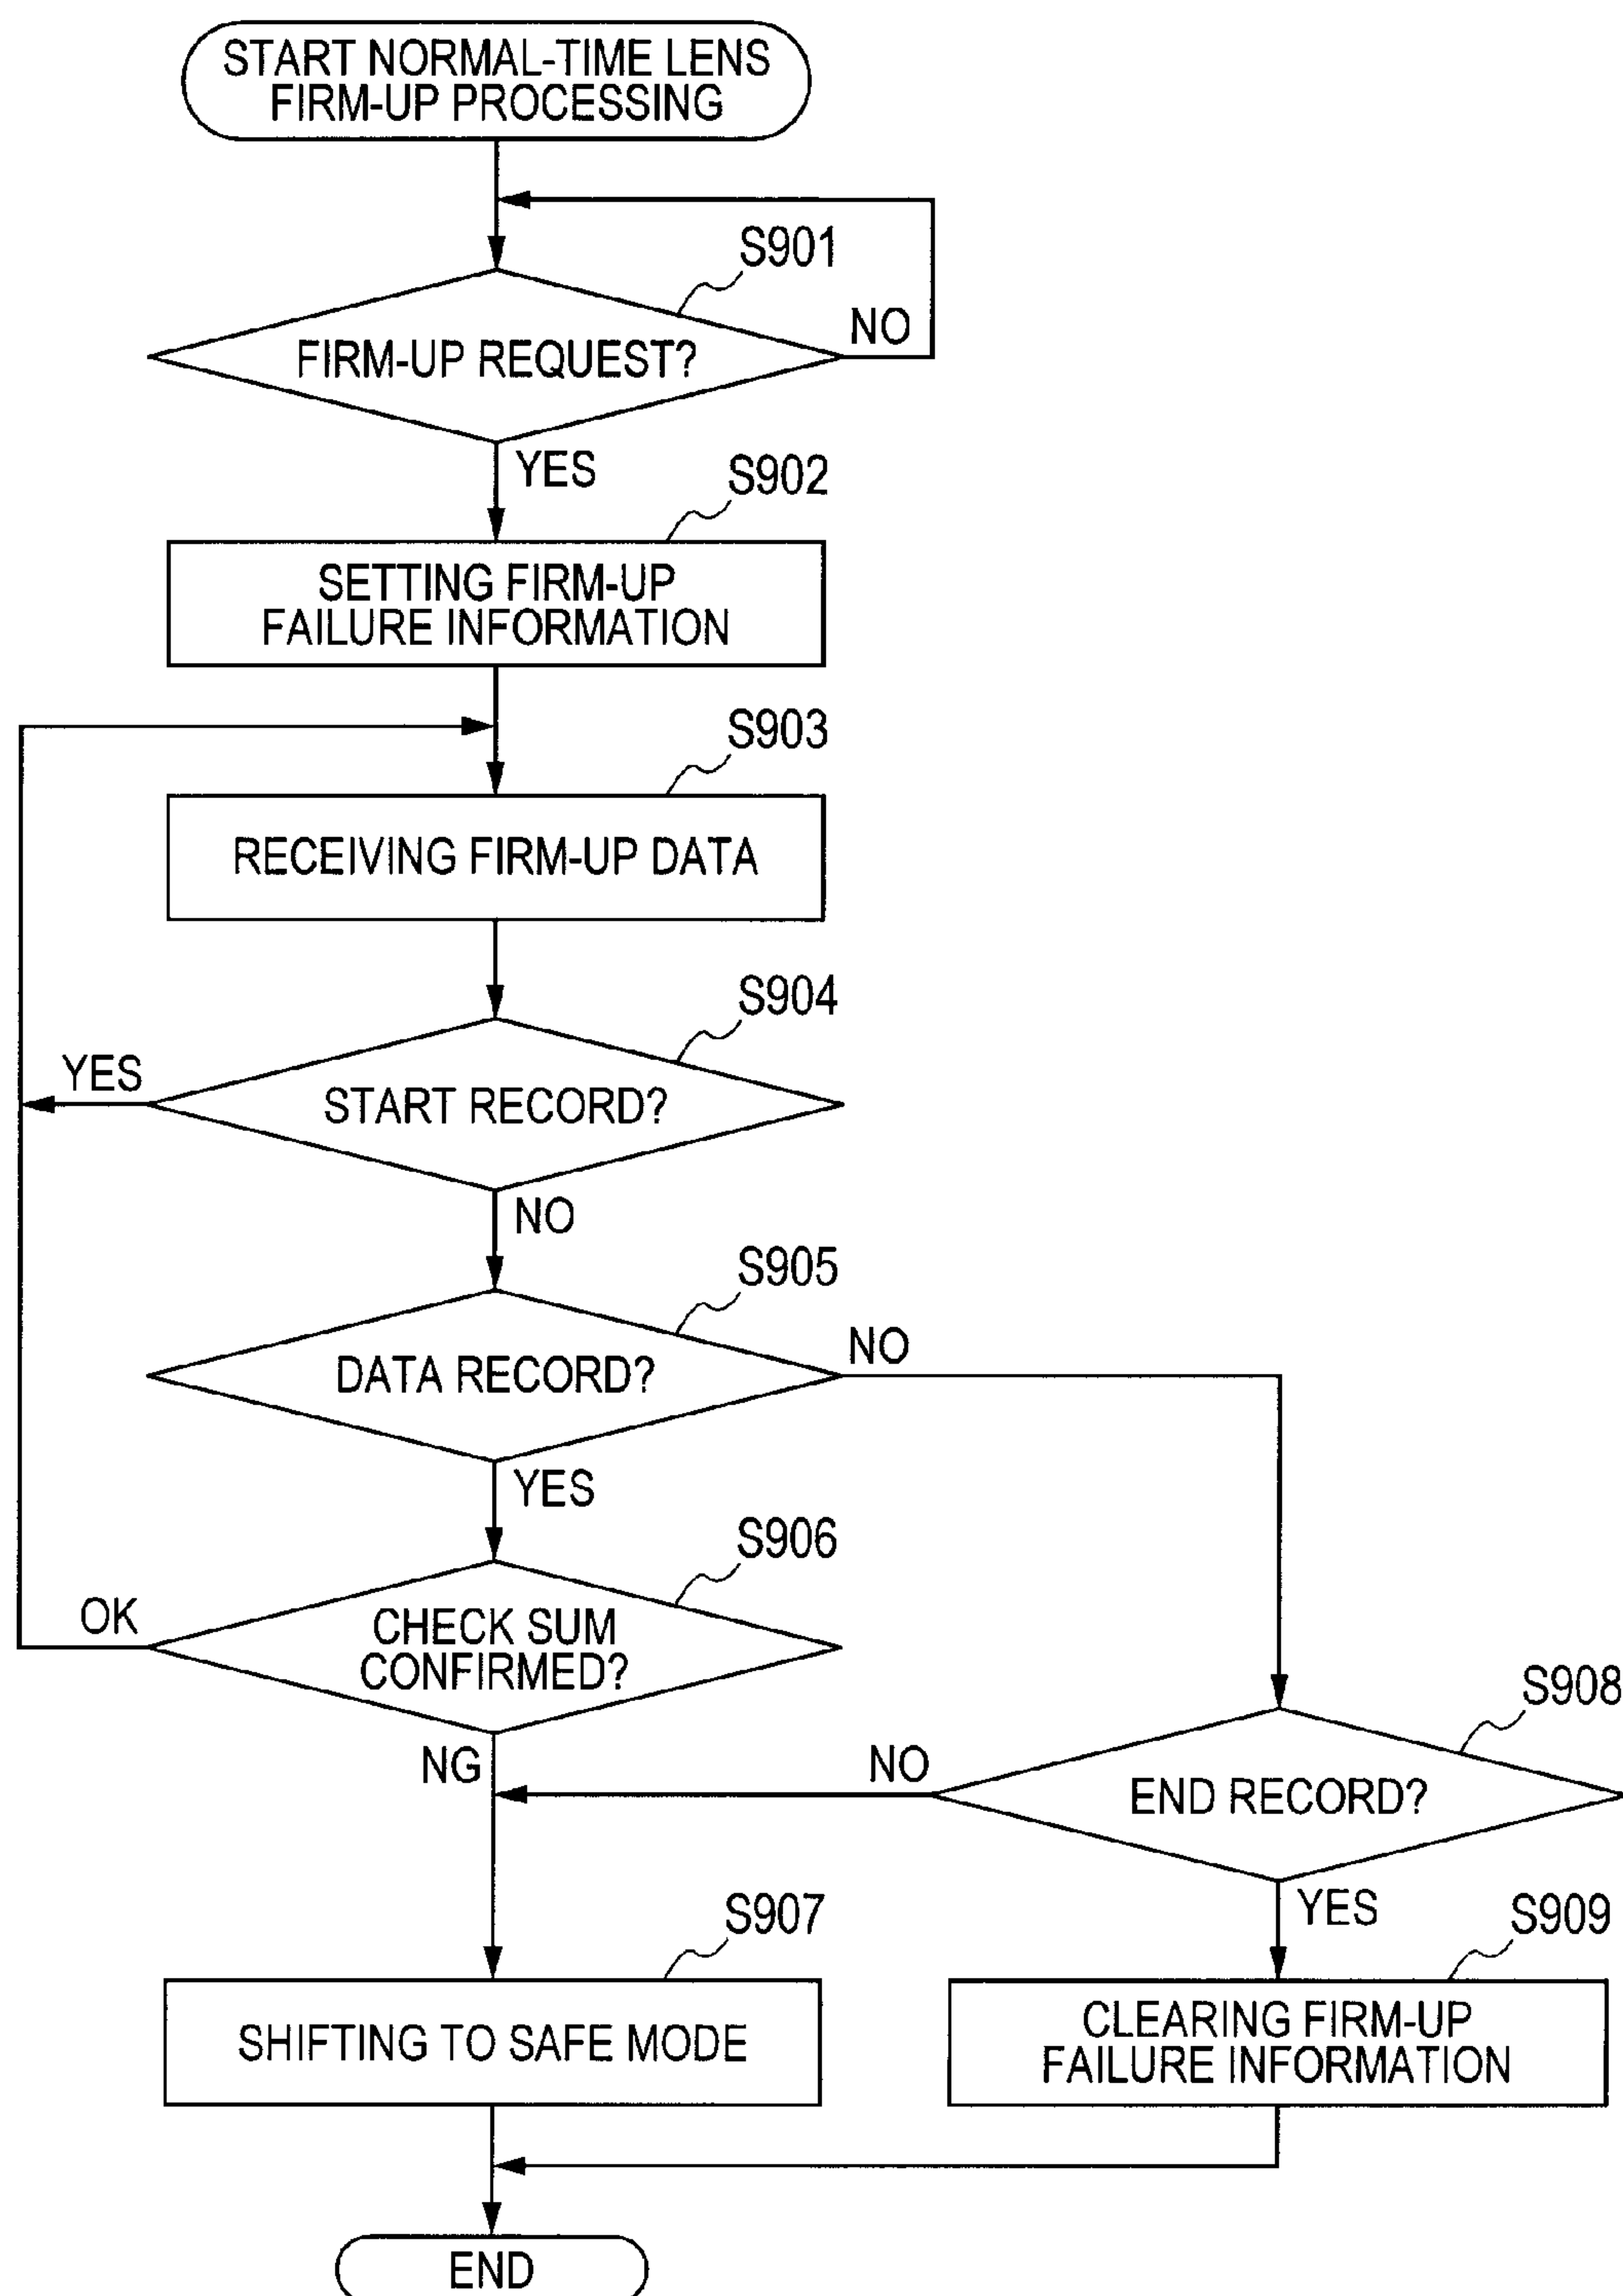 START NORMAL-TIME LENS
FIRM-UP PROCESSING
S901
FIRM-UP REQUEST?
NO
YES
S902
SETTING FIRM-UP
FAILURE INFORMATION
S903
RECEIVING FIRM-UP DATA
S904
YES
START RECORD?
NO
S905
DATA RECORD?
NO
YES
S906
OK
CHECK SUM
CONFIRMED?
NG
S908
NO
END RECORD?
YES
S907
SHIFTING TO SAFE MODE
S909
CLEARING FIRM-UP
FAILURE INFORMATION
END